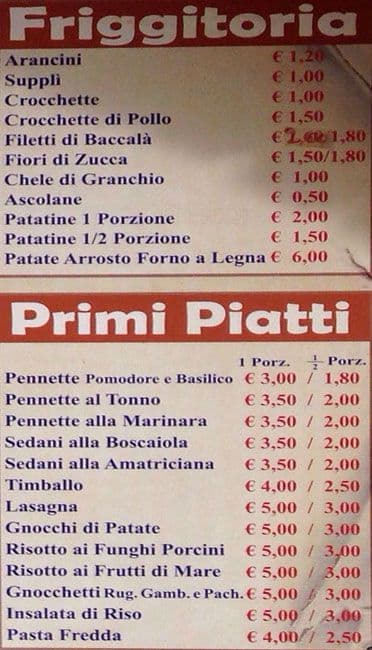 Friggitoria
Arancini € 1,20
Supplì € 1,00
Crocchette € 1,00
Crocchette di Pollo € 1,50
Filetti di Baccalà € 2,00/1,80
Fiori di Zucca € 1,50/1,80
Chele di Granchio € 1,00
Ascolane € 0,50
Patatine 1 Porzione € 2,00
Patatine 1/2 Porzione € 1,50
Patate Arrosto Forno a Legna € 6,00
Primi Piatti
1 Porz. 1/2 Porz.
Pennette Pomodore e Basilico € 3,00 / 1,80
Pennette al Tonno € 3,50 / 2,00
Pennette alla Marinara € 3,50 / 2,00
Sedani alla Boscaiola € 3,50 / 2,00
Sedani alla Amatriciana € 3,50 / 2,00
Timballo € 4,00 / 2,50
Lasagna € 5,00 / 3,00
Gnocchi di Patate € 5,00 / 3,00
Risotto ai Funghi Porcini € 5,00 / 3,00
Risotto ai Frutti di Mare € 5,00 / 3,00
Gnocchetti Rug. Gamb. e Pach. € 5,00 / 3,00
Insalata di Riso € 5,00 / 3,00
Pasta Fredda € 4,00 / 2,50